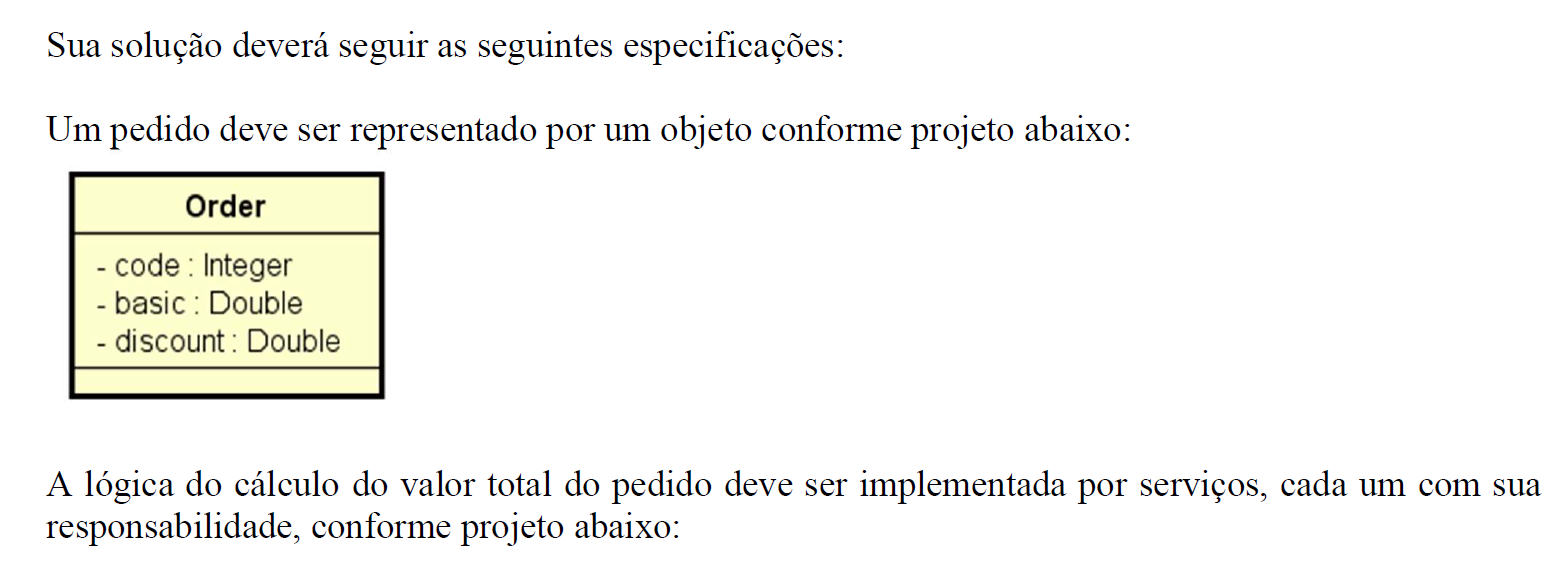 Sua solução deverá seguir as seguintes especificações:
Um pedido deve ser representado por um objeto conforme projeto abaixo:
Order
- code : Integer
- basic : Double
- discount : Double
A lógica do cálculo do valor total do pedido deve ser implementada por serviços, cada um com sua
responsabilidade, conforme projeto abaixo: